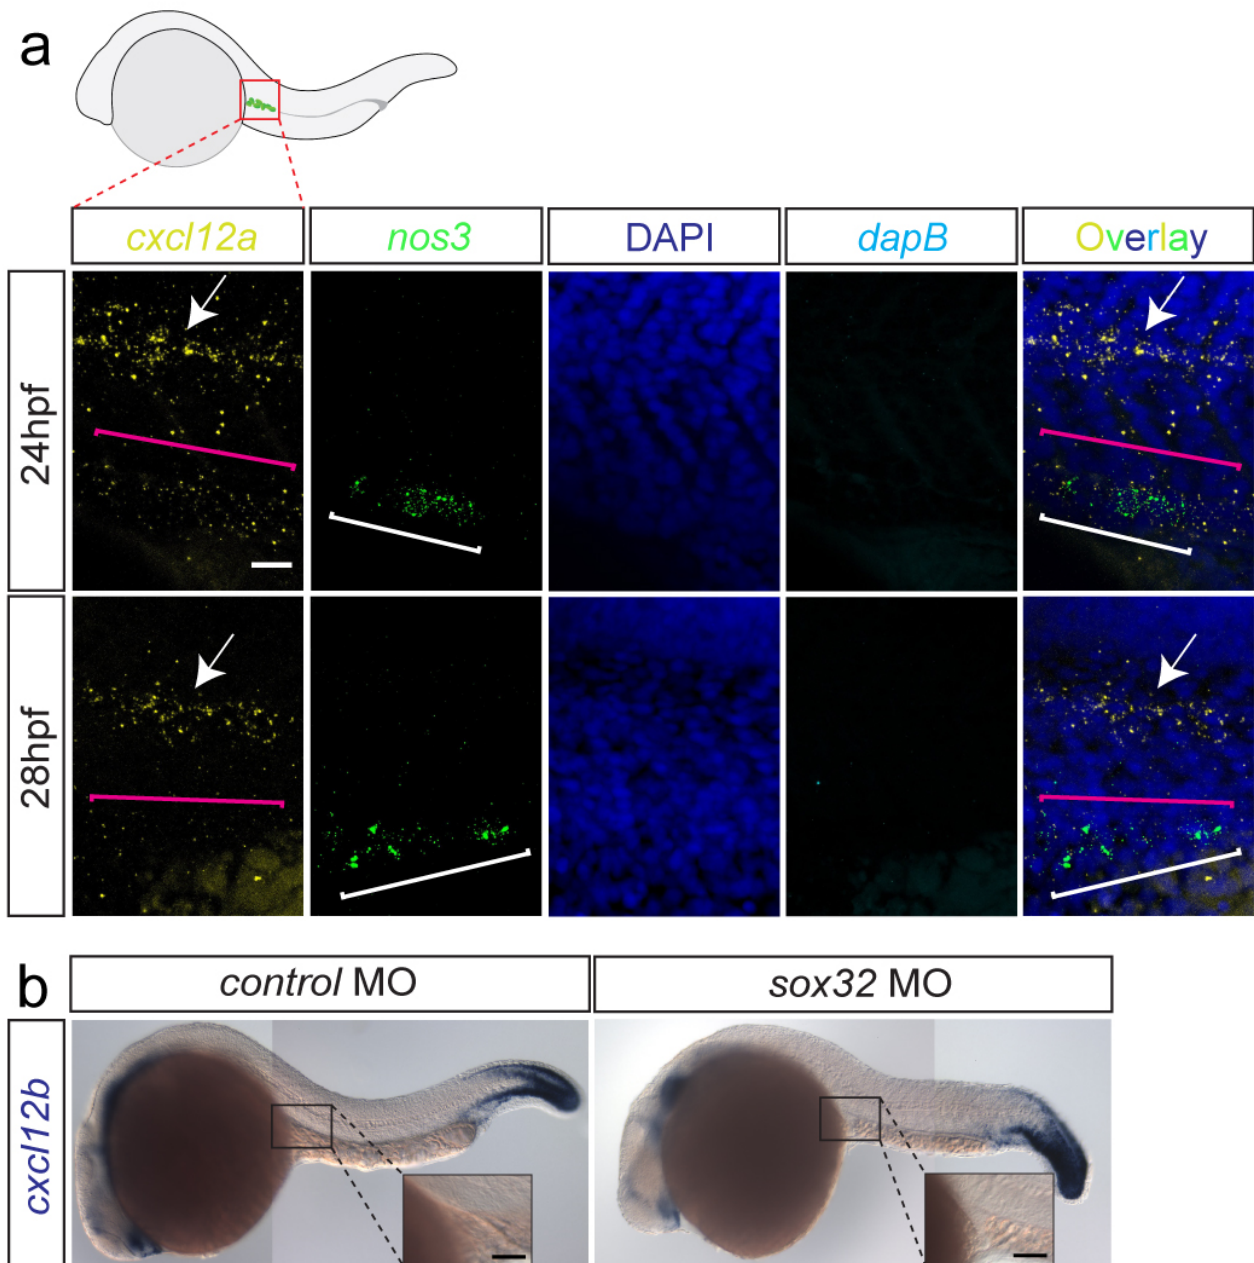 a
cxcl12a nos3 DAPI dapB Overlay
24hpf
28hpf
b
control MO sox32 MO
cxcl12b